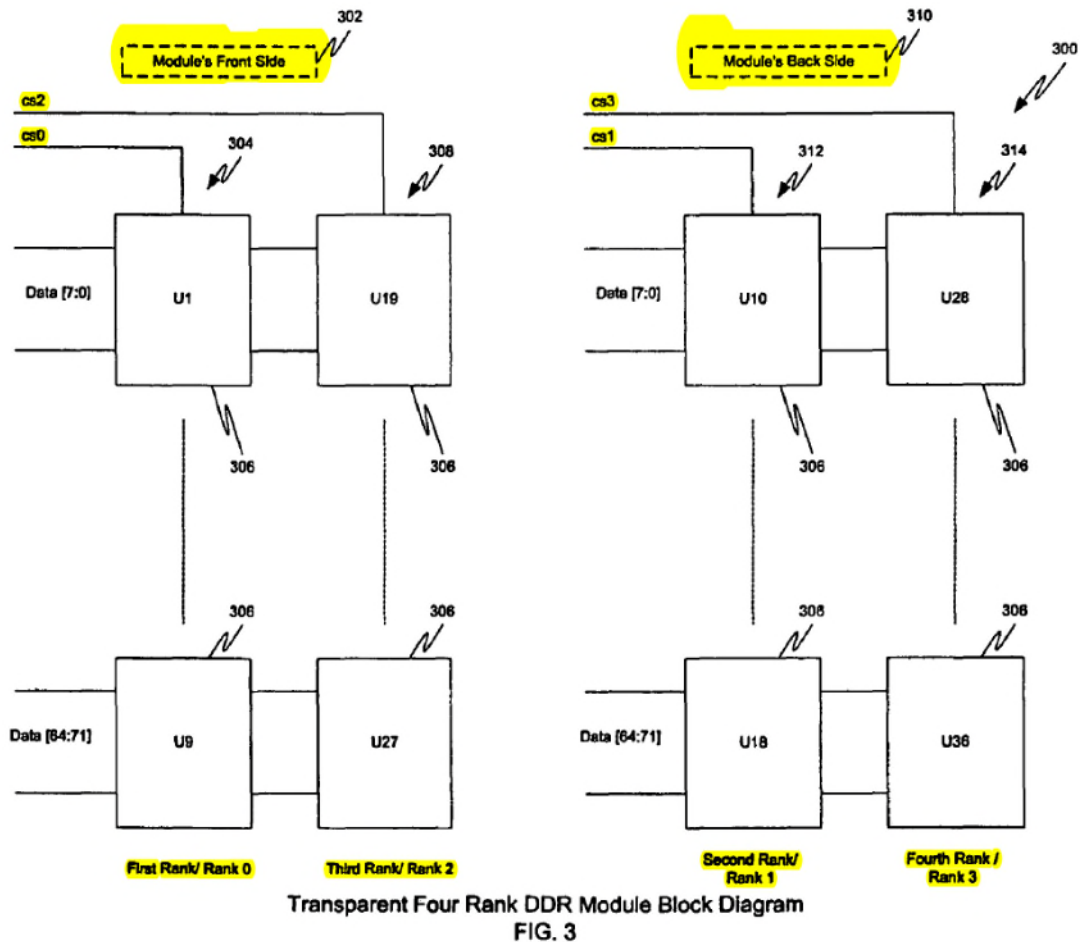 302
Module's Front Side
310
Module's Back Side
300
cs2
cs0
304
308
cs3
cs1
312
314
Data [7:0]
U1
U19
Data [7:0]
U10
U28
306
306
306
306
306
306
306
306
Data [64:71]
U9
U27
Data [64:71]
U18
U36
First Rank/ Rank 0
Third Rank/ Rank 2
Second Rank/
Rank 1
Fourth Rank /
Rank 3
Transparent Four Rank DDR Module Block Diagram
FIG. 3